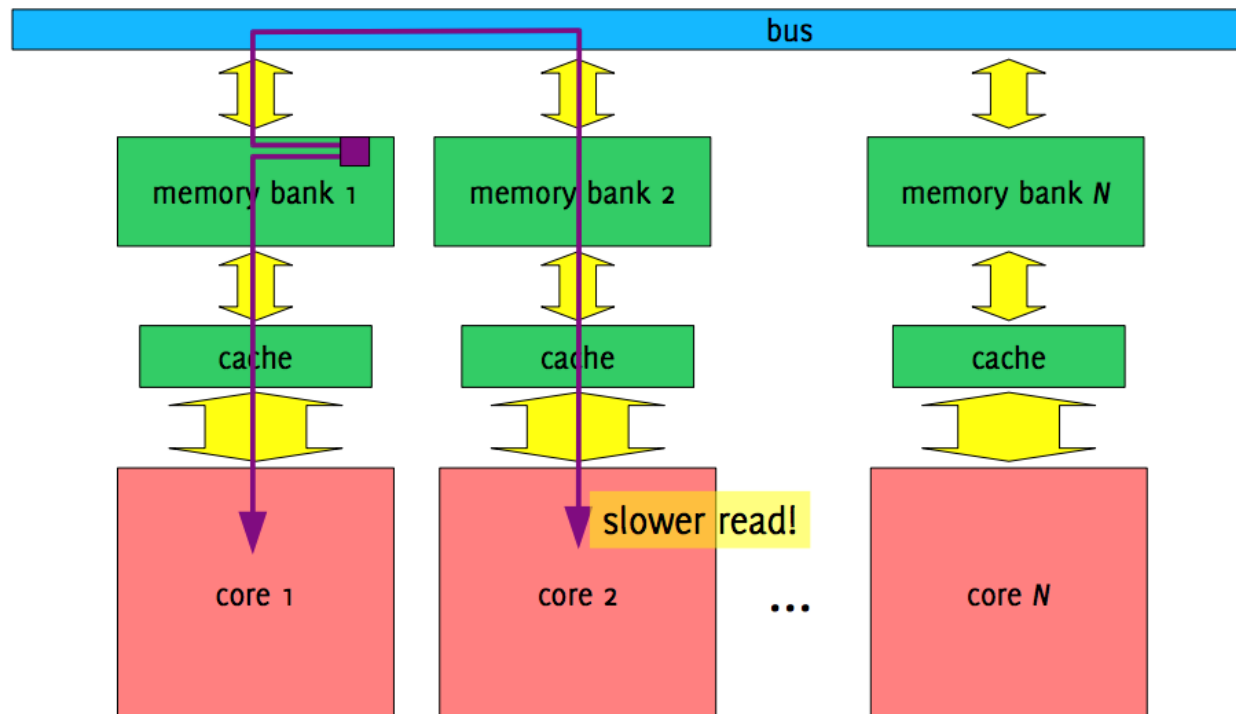 bus
memory bank 1
memory bank 2
memory bank N
cache
cache
cache
slower read!
core 1
core 2
...
core N